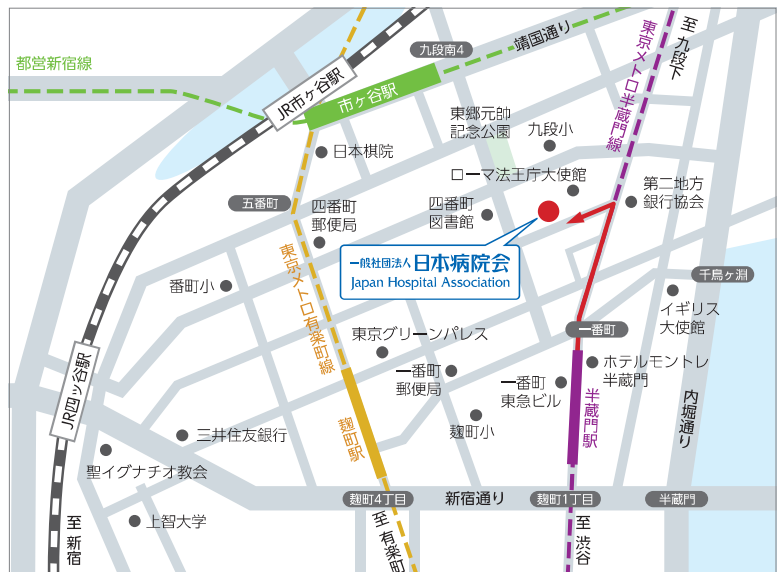 都営新宿線
九段南4
靖国通り
至 九段下
東京メトロ半蔵門線
JR市ヶ谷駅
市ヶ谷駅
東郷元帥
記念公園
九段小
日本棋院
ローマ法王庁大使館
第二地方
銀行協会
五番町
四番町
郵便局
四番町
図書館
一般社団法人 日本病院会
Japan Hospital Association
東京メトロ有楽町線
番町小
千鳥ヶ淵
イギリス
大使館
一番町
東京グリーンパレス
一番町
郵便局
一番町
東急ビル
ホテルモントレ
半蔵門
JR四ッ谷駅
麹町駅
半蔵門駅
内堀通り
三井住友銀行
麹町小
聖イグナチオ教会
麹町4丁目
新宿通り
麹町1丁目
半蔵門
上智大学
至 新宿
至 有楽町
至 渋谷